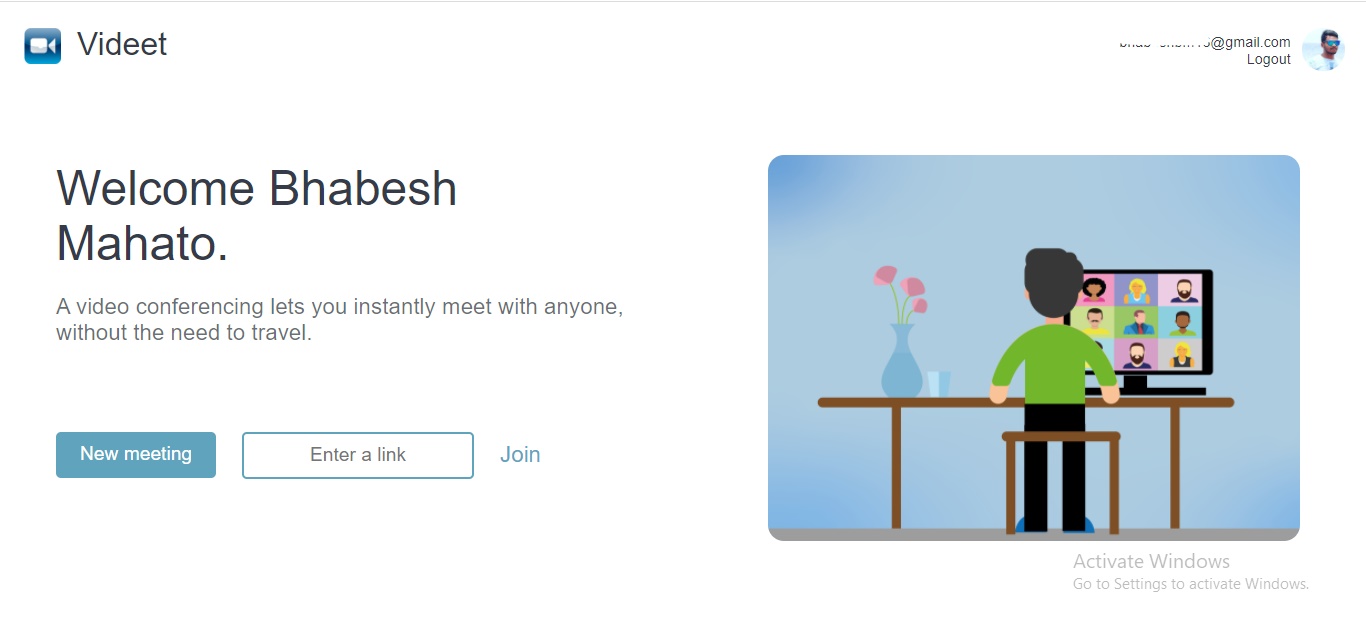 Videet
@gmail.com
Logout
Welcome Bhabesh
Mahato.
A video conferencing lets you instantly meet with anyone,
without the need to travel.
New meeting
Enter a link
Join
Activate Windows
Go to Settings to activate Windows.